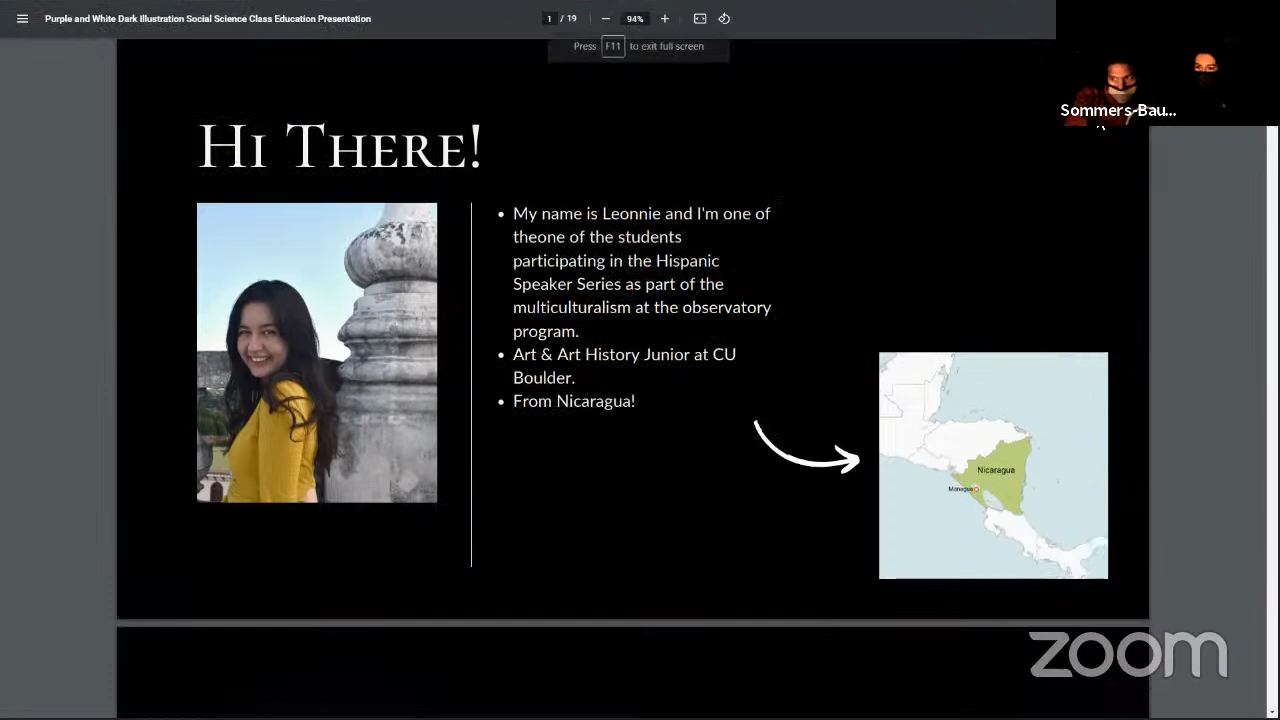 Purple and White Dark Illustration Social Science Class Education Presentation
1 / 19
94%
Press F11 to exit full screen
Sommers-Bau...
HI THERE!
• My name is Leonnie and I'm one of
theone of the students
participating in the Hispanic
Speaker Series as part of the
multiculturalism at the observatory
program.
• Art & Art History Junior at CU
Boulder.
• From Nicaragua!
Nicaragua
Managua
zoom